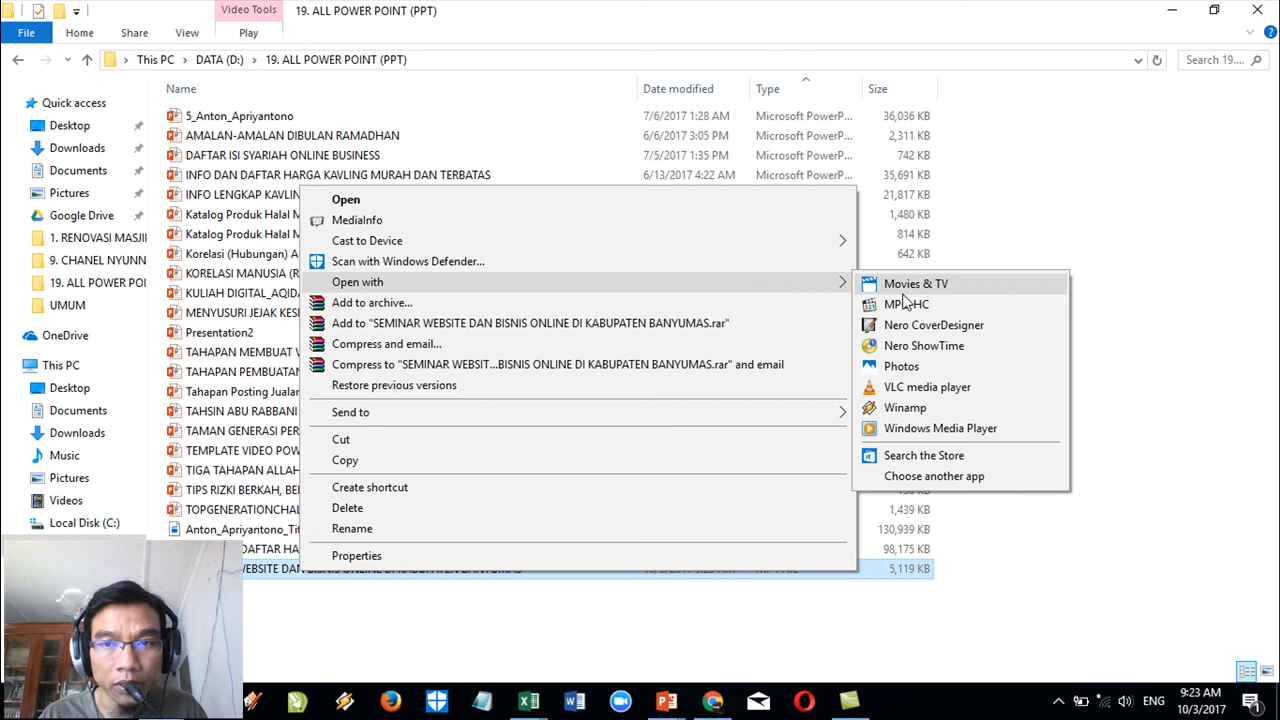 Video Tools
19. ALL POWER POINT (PPT)
File
Home
Share
View
Play
This PC
DATA (D:)
19. ALL POWER POINT (PPT)
Search 19....
Name
Date modified
Type
Size
Quick access
Desktop
Downloads
Documents
Pictures
Google Drive
1. RENOVASI MASJI
9. CHANEL NYUNN
19. ALL POWER POI
UMUM
OneDrive
This PC
Desktop
Documents
Downloads
Music
Pictures
Videos
Local Disk (C:)
5_Anton_Apriyantono 7/6/2017 1:28 AM Microsoft PowerP... 36,036 KB
AMALAN-AMALAN DIBULAN RAMADHAN 6/6/2017 3:05 PM Microsoft PowerP... 2,311 KB
DAFTAR ISI SYARIAH ONLINE BUSINESS 7/5/2017 1:35 PM Microsoft PowerP... 742 KB
INFO DAN DAFTAR HARGA KAVLING MURAH DAN TERBATAS 6/13/2017 4:22 AM Microsoft PowerP... 35,691 KB
INFO LENGKAP KAVLIN 21,817 KB
Katalog Produk Halal M 1,480 KB
Katalog Produk Halal M 814 KB
Korelasi (Hubungan) A 642 KB
KORELASI MANUSIA (R
KULIAH DIGITAL_AQID
MENYUSURI JEJAK KES
Presentation2
TAHAPAN MEMBUAT V
TAHAPAN PEMBUATAN
Tahapan Posting Jualan
TAHSIN ABU RABBANI
TAMAN GENERASI PER
TEMPLATE VIDEO POW
TIGA TAHAPAN ALLAH
TIPS RIZKI BERKAH, BE
TOPGENERATIONCHAL 1,439 KB
Anton_Apriyantono_Tit 130,939 KB
DAFTAR HA 98,175 KB
5,119 KB
Open
MediaInfo
Cast to Device
Scan with Windows Defender...
Open with
Add to archive...
Add to "SEMINAR WEBSITE DAN BISNIS ONLINE DI KABUPATEN BANYUMAS.rar"
Compress and email...
Compress to "SEMINAR WEBSIT...BISNIS ONLINE DI KABUPATEN BANYUMAS.rar" and email
Restore previous versions
Send to
Cut
Copy
Create shortcut
Delete
Rename
Properties
Movies & TV
MPC-HC
Nero CoverDesigner
Nero ShowTime
Photos
VLC media player
Winamp
Windows Media Player
Search the Store
Choose another app
ENG
9:23 AM
10/3/2017